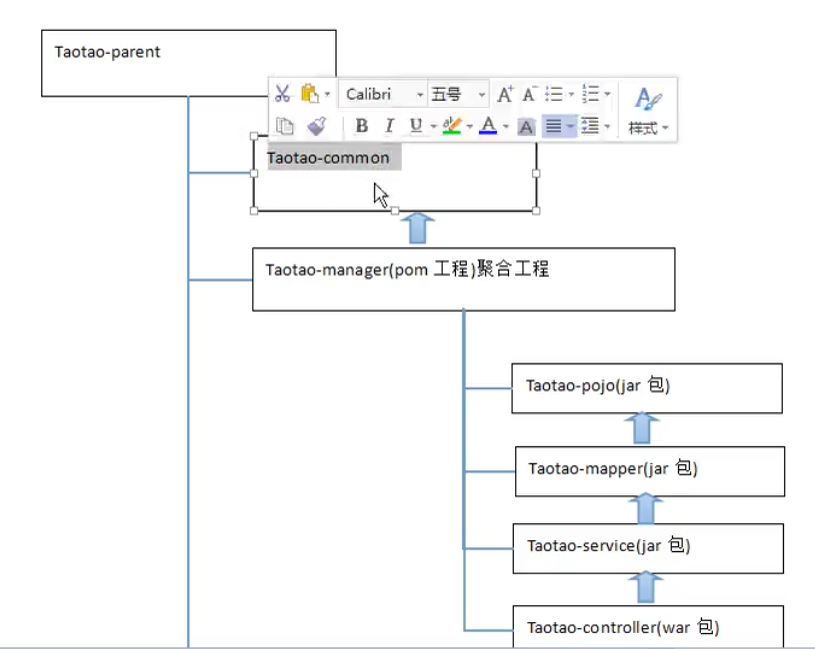 Taotao-parent
Calibri 五号 A A
B I U A A 样式
Taotao-common
Taotao-manager(pom 工程)聚合工程
Taotao-pojo(jar 包)
Taotao-mapper(jar 包)
Taotao-service(jar 包)
Taotao-controller(war 包)